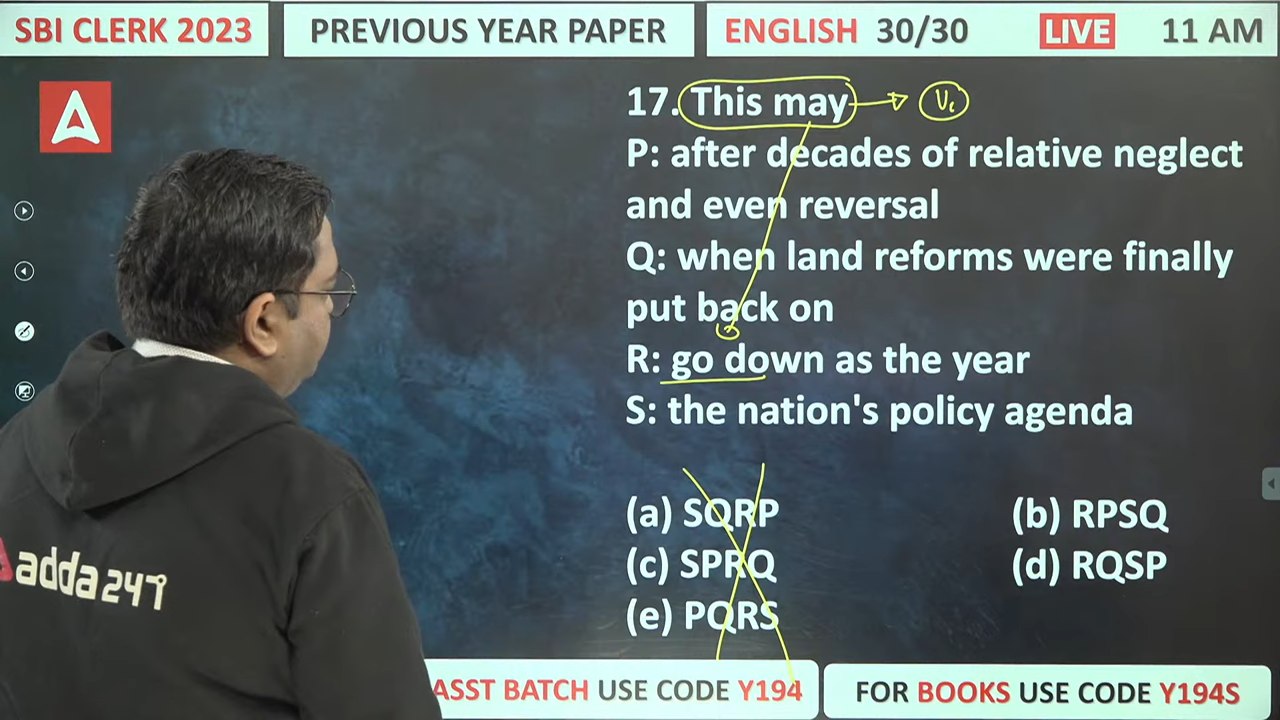 SBI CLERK 2023
PREVIOUS YEAR PAPER
ENGLISH 30/30 LIVE 11 AM
17. This may V₁
P: after decades of relative neglect
and even reversal
Q: when land reforms were finally
put back on
R: go down as the year
S: the nation's policy agenda
(a) SQRP (b) RPSQ
(c) SPRQ (d) RQSP
(e) PQRS
adda247
ASST BATCH USE CODE Y194
FOR BOOKS USE CODE Y194S